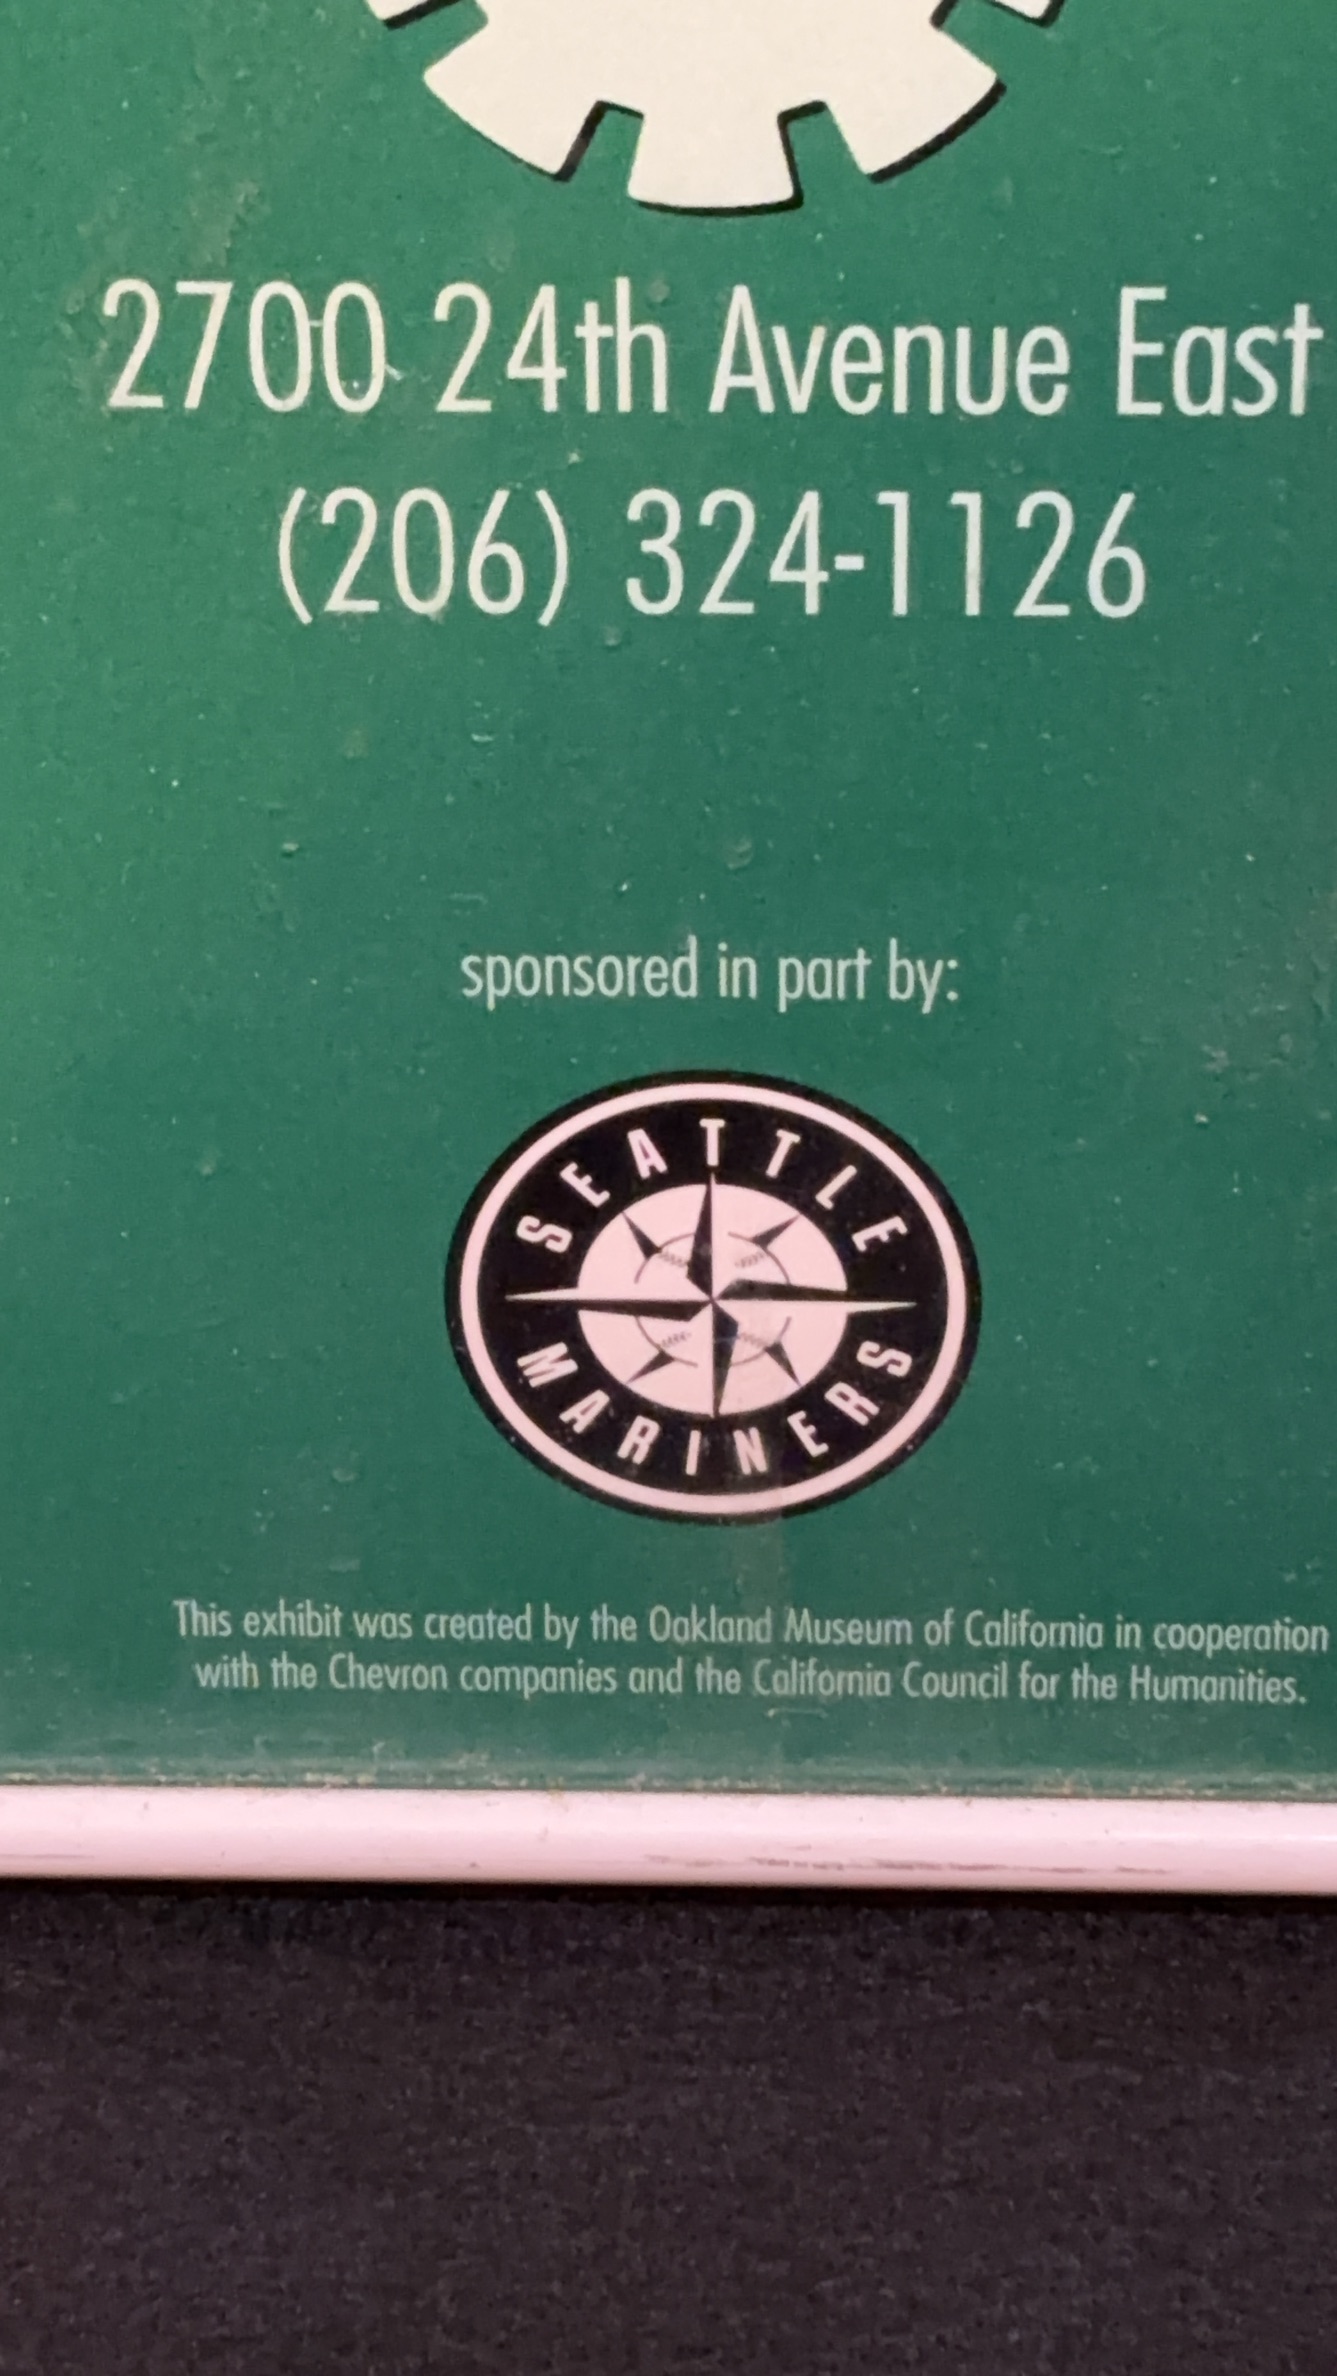 2700 24th Avenue East
(206) 324-1126
sponsored in part by:
SEATTLE
MARINERS
This exhibit was created by the Oakland Museum of California in cooperation
with the Chevron companies and the California Council for the Humanities.